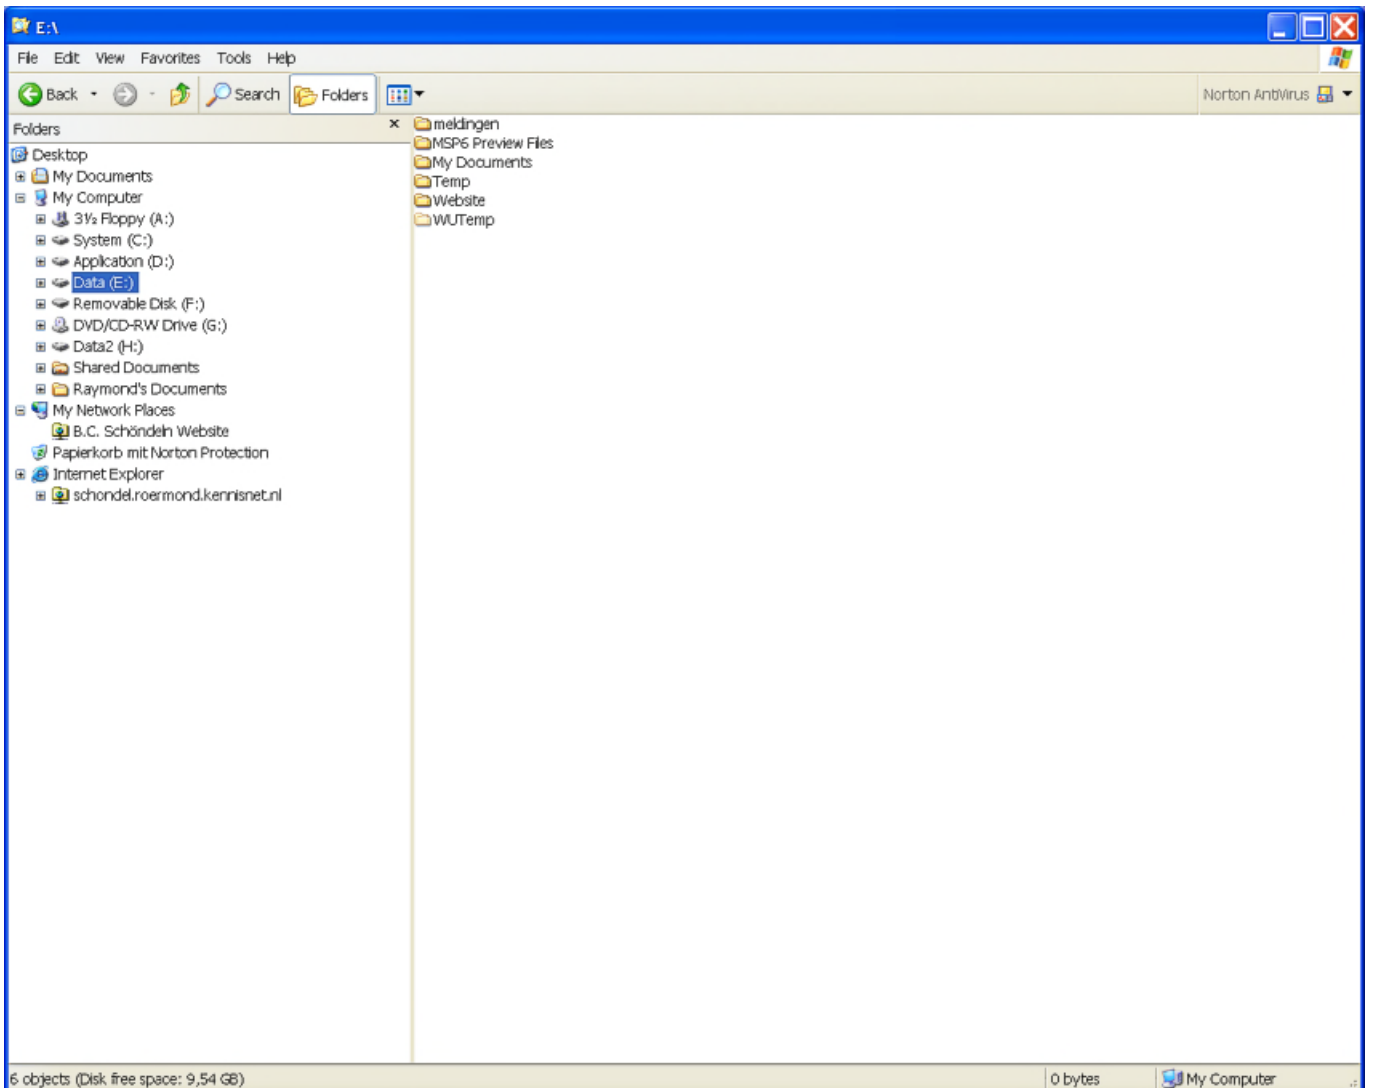 E:\
File Edit View Favorites Tools Help
Back Search Folders Norton AntiVirus
Folders
Desktop
My Documents
My Computer
3½ Floppy (A:)
System (C:)
Application (D:)
Data (E:)
Removable Disk (F:)
DVD/CD-RW Drive (G:)
Data2 (H:)
Shared Documents
Raymond's Documents
My Network Places
B.C. Schöndeln Website
Papierkorb mit Norton Protection
Internet Explorer
schondel.roermond.kennisnet.nl
meldingen
MSP6 Preview Files
My Documents
Temp
Website
WUTemp
6 objects (Disk free space: 9,54 GB) 0 bytes My Computer